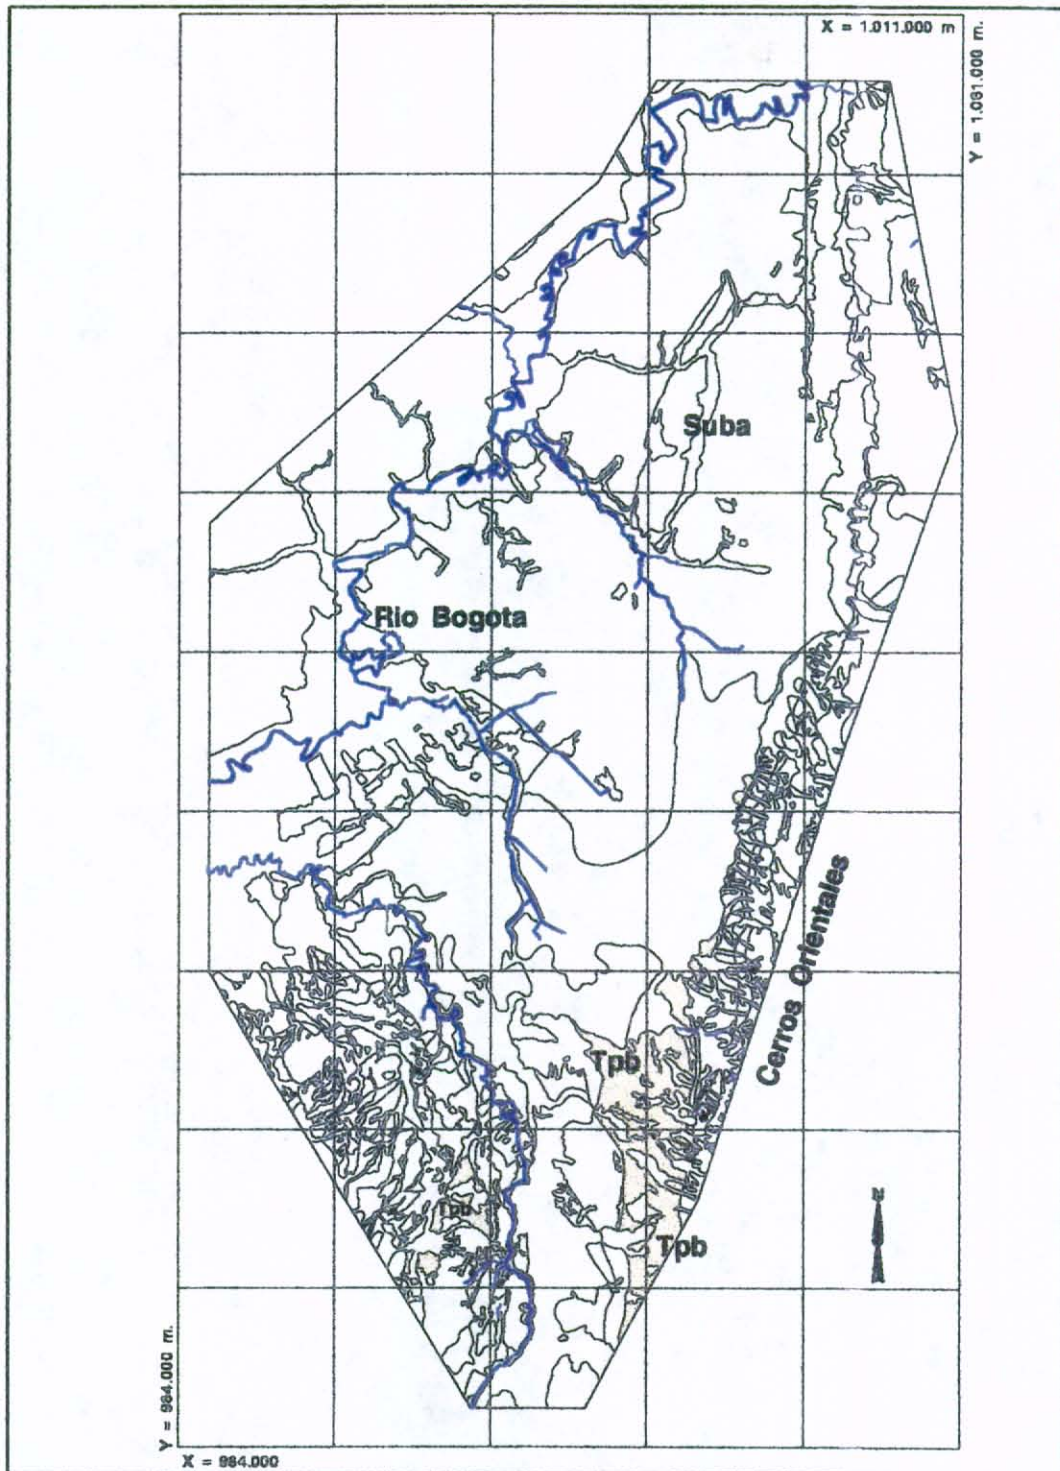 X = 1.011.000 m
Y = 1.031.000 m.
Suba
Rio Bogota
Cerros Orientales
Tpb
Tpb
Tpb
N
Y = 984.000 m.
X = 984.000